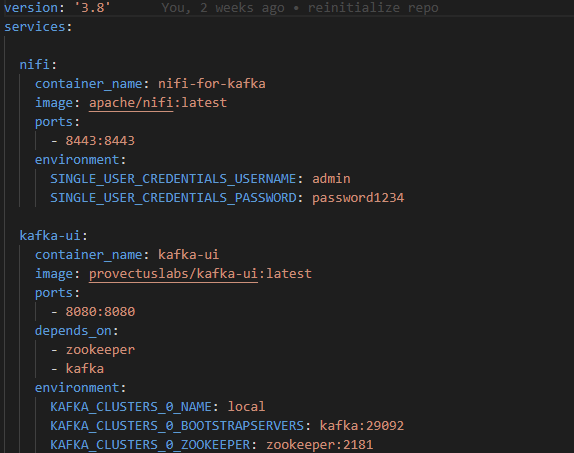 version: '3.8' You, 2 weeks ago • reinitialize repo
services:
nifi:
container_name: nifi-for-kafka
image: apache/nifi:latest
ports:
- 8443:8443
environment:
SINGLE_USER_CREDENTIALS_USERNAME: admin
SINGLE_USER_CREDENTIALS_PASSWORD: password1234
kafka-ui:
container_name: kafka-ui
image: provectuslabs/kafka-ui:latest
ports:
- 8080:8080
depends_on:
- zookeeper
- kafka
environment:
KAFKA_CLUSTERS_0_NAME: local
KAFKA_CLUSTERS_0_BOOTSTRAPSERVERS: kafka:29092
KAFKA_CLUSTERS_0_ZOOKEEPER: zookeeper:2181